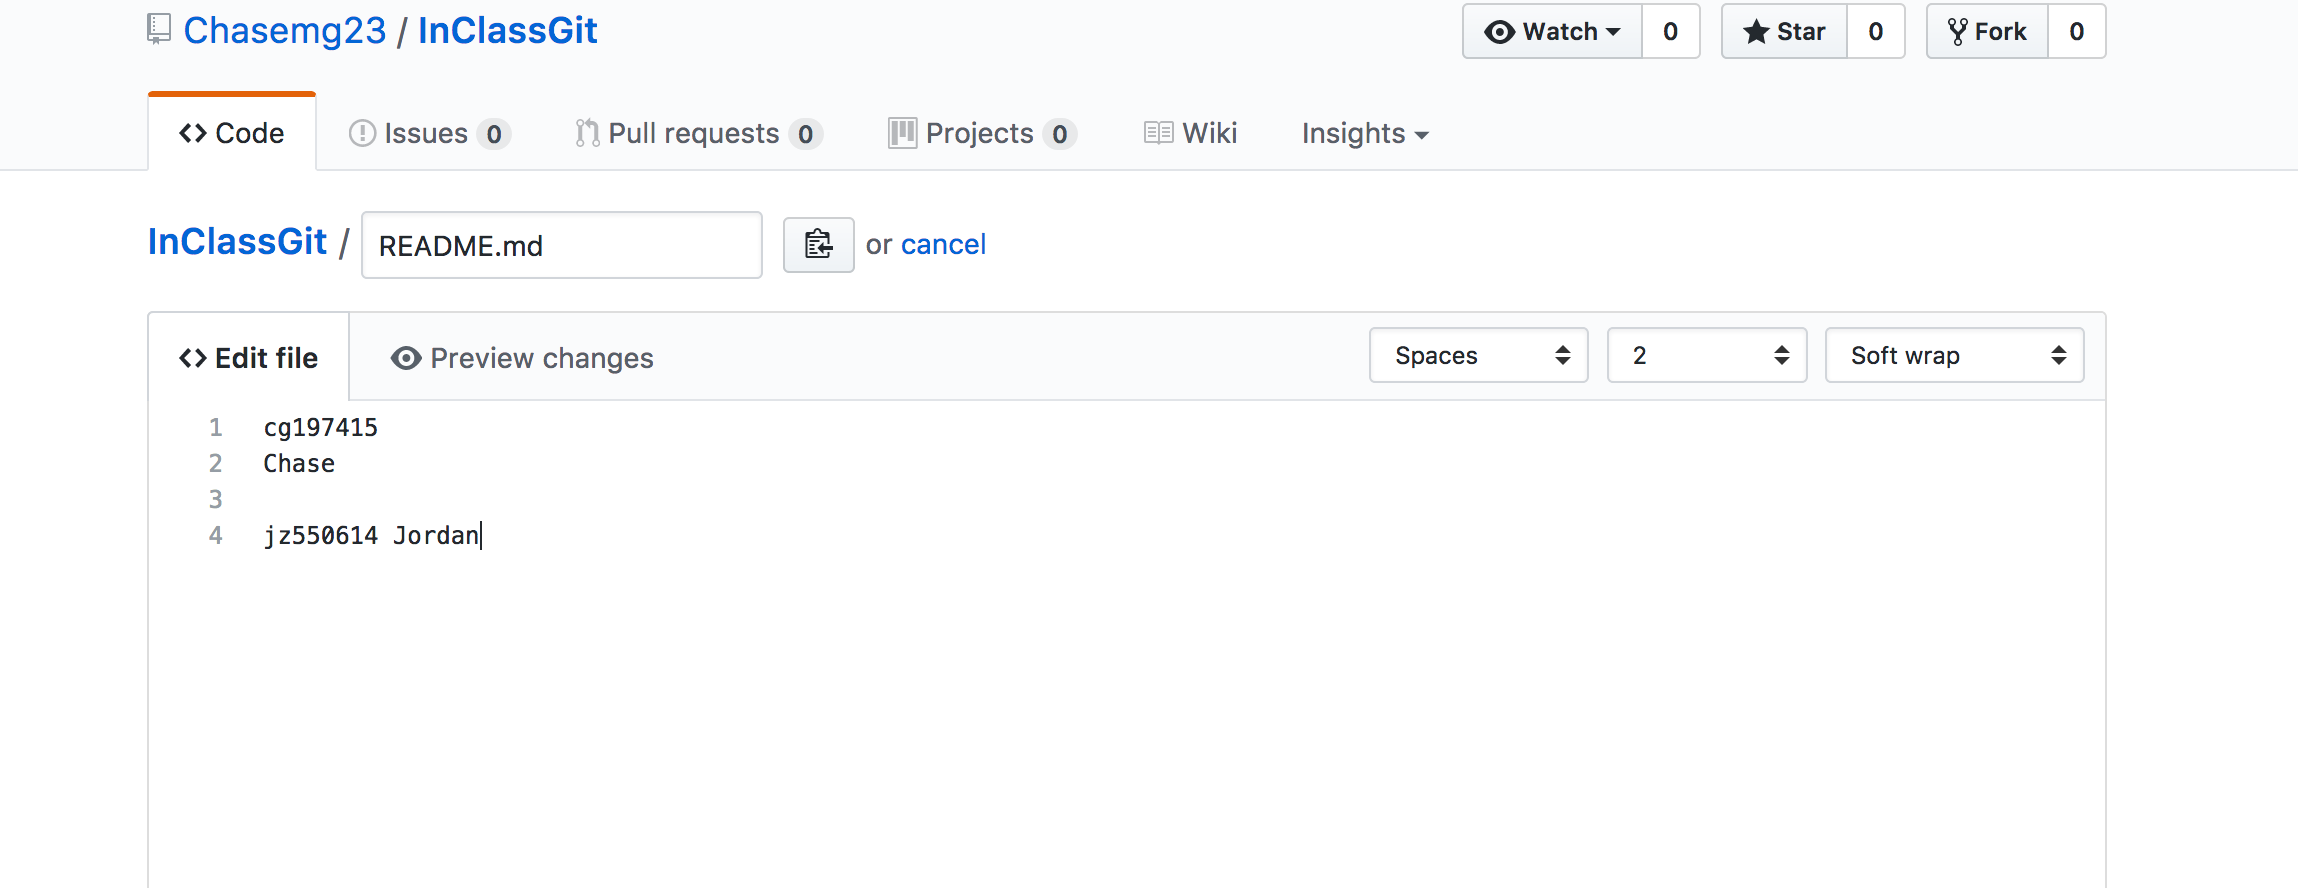 Chasemg23 / InClassGit
Watch 0 Star 0 Fork 0
Code Issues 0 Pull requests 0 Projects 0 Wiki Insights
InClassGit / README.md or cancel
Edit file Preview changes Spaces 2 Soft wrap
1 cg197415
2 Chase
3
4 jz550614 Jordan